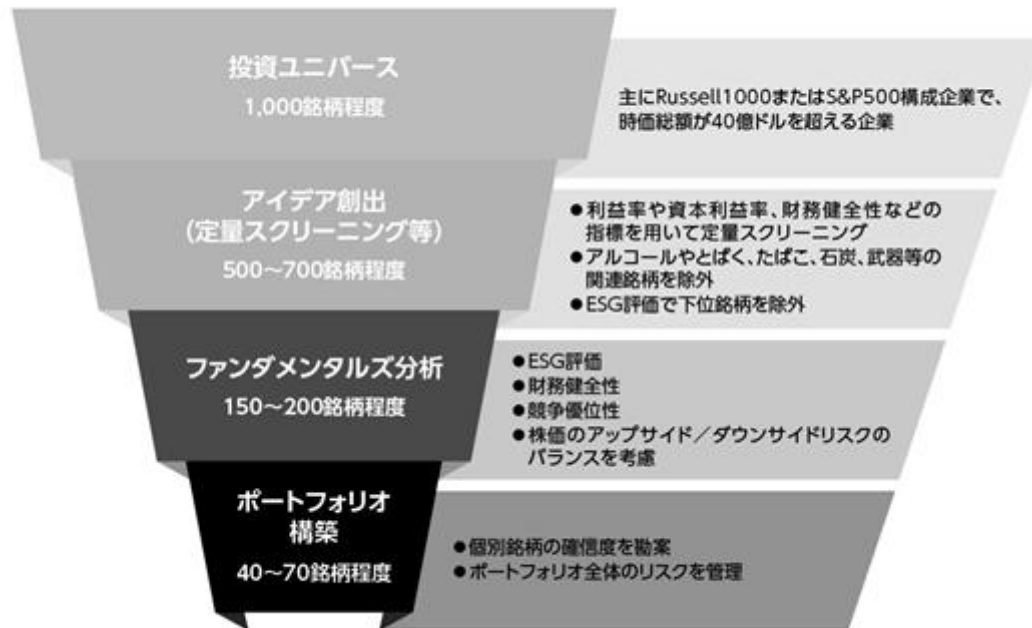 投資ユニバース
1,000銘柄程度
主にRussell1000またはS&P500構成企業で、
時価総額が40億ドルを超える企業
アイデア創出
(定量スクリーニング等)
500〜700銘柄程度
●利益率や資本利益率、財務健全性などの
指標を用いて定量スクリーニング
●アルコールやとばく、たばこ、石炭、武器等の
関連銘柄を除外
●ESG評価で下位銘柄を除外
ファンダメンタルズ分析
150〜200銘柄程度
●ESG評価
●財務健全性
●競争優位性
●株価のアップサイド／ダウンサイドリスクの
バランスを考慮
ポートフォリオ
構築
40〜70銘柄程度
●個別銘柄の確信度を勘案
●ポートフォリオ全体のリスクを管理